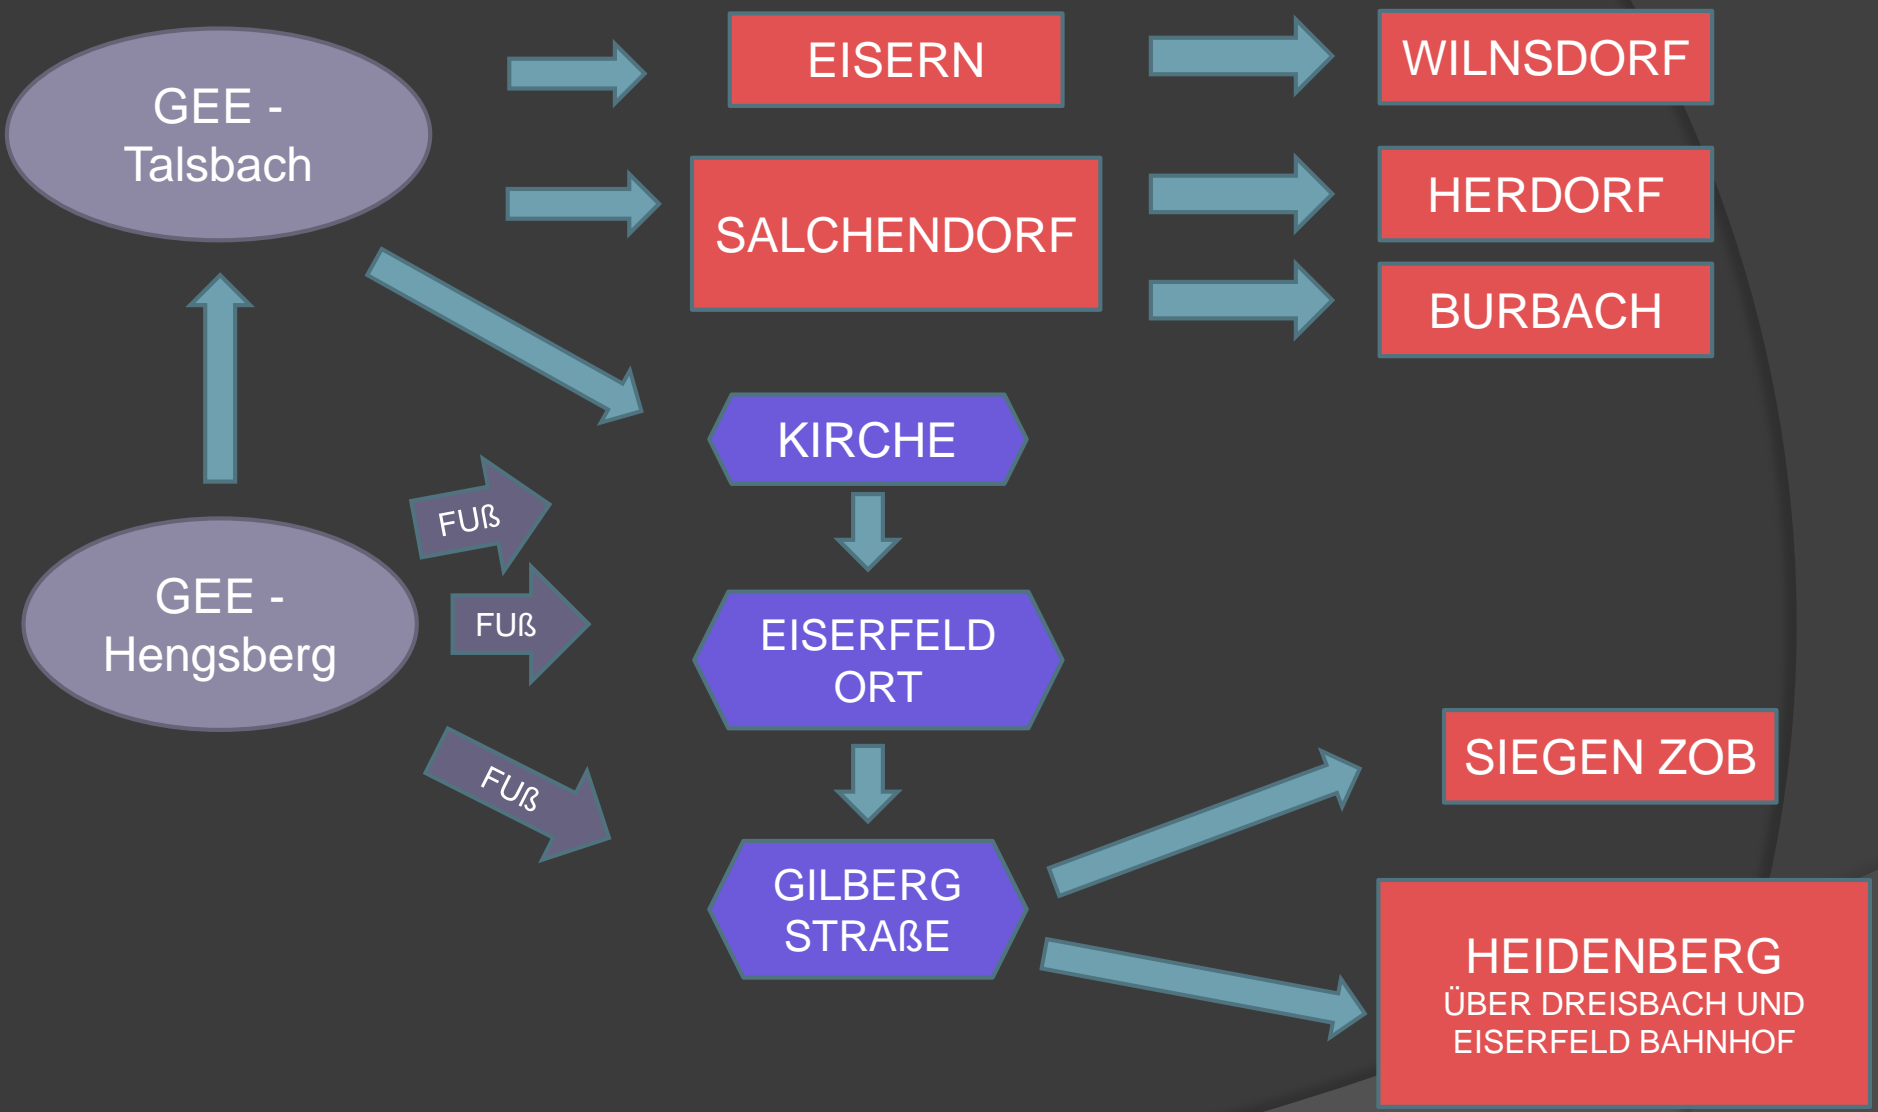 GEE -
Talsbach
EISERN
WILNSDORF
SALCHENDORF
HERDORF
BURBACH
KIRCHE
FUß
GEE -
Hengsberg
FUß
EISERFELD
ORT
FUß
SIEGEN ZOB
GILBERG
STRAßE
HEIDENBERG
ÜBER DREISBACH UND
EISERFELD BAHNHOF